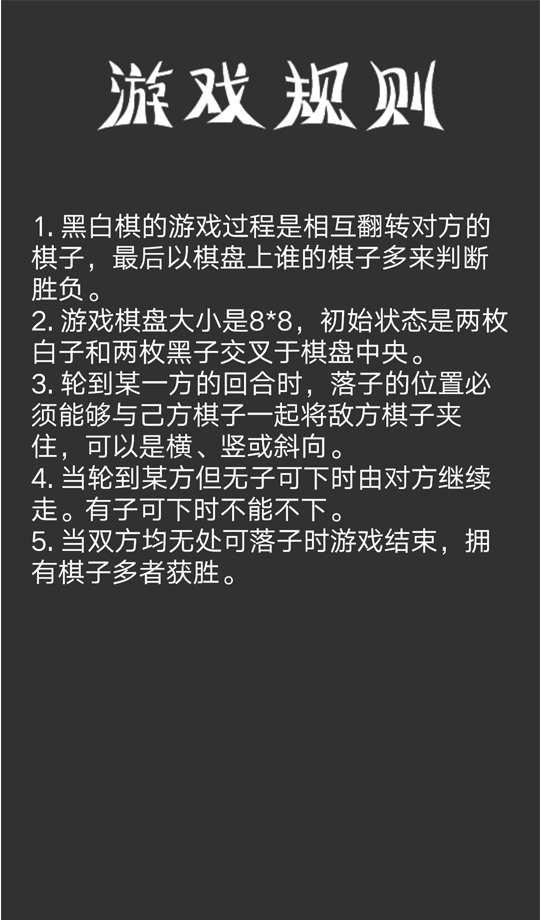 游戏规则
1. 黑白棋的游戏过程是相互翻转对方的
棋子，最后以棋盘上谁的棋子多来判断
胜负。
2. 游戏棋盘大小是8*8，初始状态是两枚
白子和两枚黑子交叉于棋盘中央。
3. 轮到某一方的回合时，落子的位置必
须能够与己方棋子一起将敌方棋子夹
住，可以是横、竖或斜向。
4. 当轮到某方但无子可下时由对方继续
走。有子可下时不能不下。
5. 当双方均无处可落子时游戏结束，拥
有棋子多者获胜。